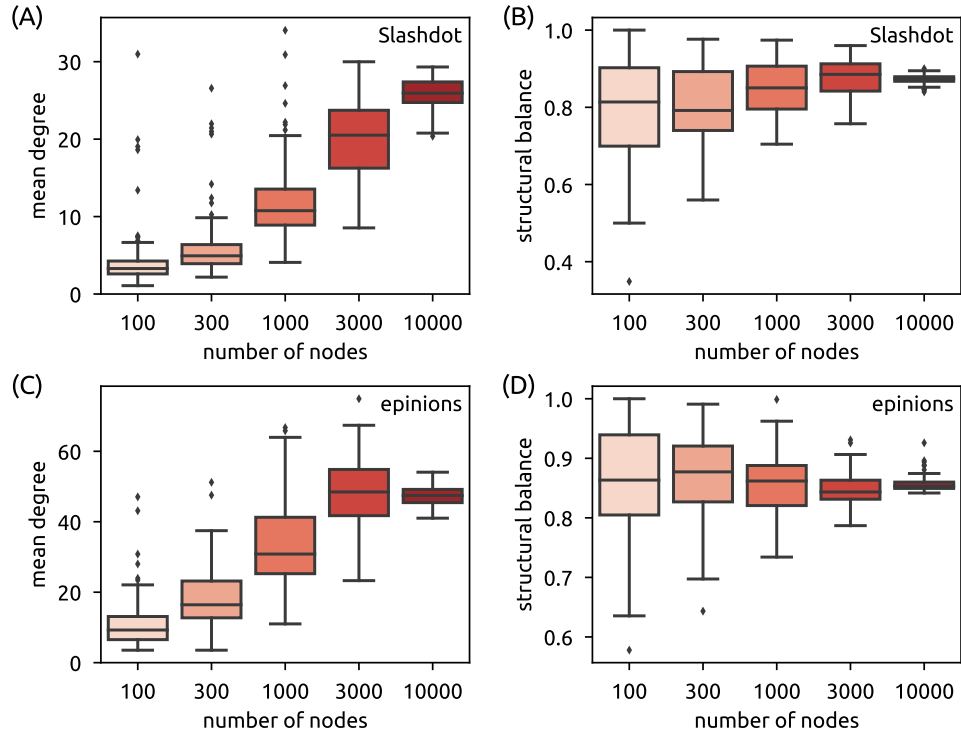 (A)
Slashdot
mean degree
30
20
10
0
100 300 1000 3000 10000
number of nodes
(B)
Slashdot
structural balance
1.0
0.8
0.6
0.4
100 300 1000 3000 10000
number of nodes
(C)
epinions
mean degree
60
40
20
0
100 300 1000 3000 10000
number of nodes
(D)
epinions
structural balance
1.0
0.9
0.8
0.7
0.6
100 300 1000 3000 10000
number of nodes